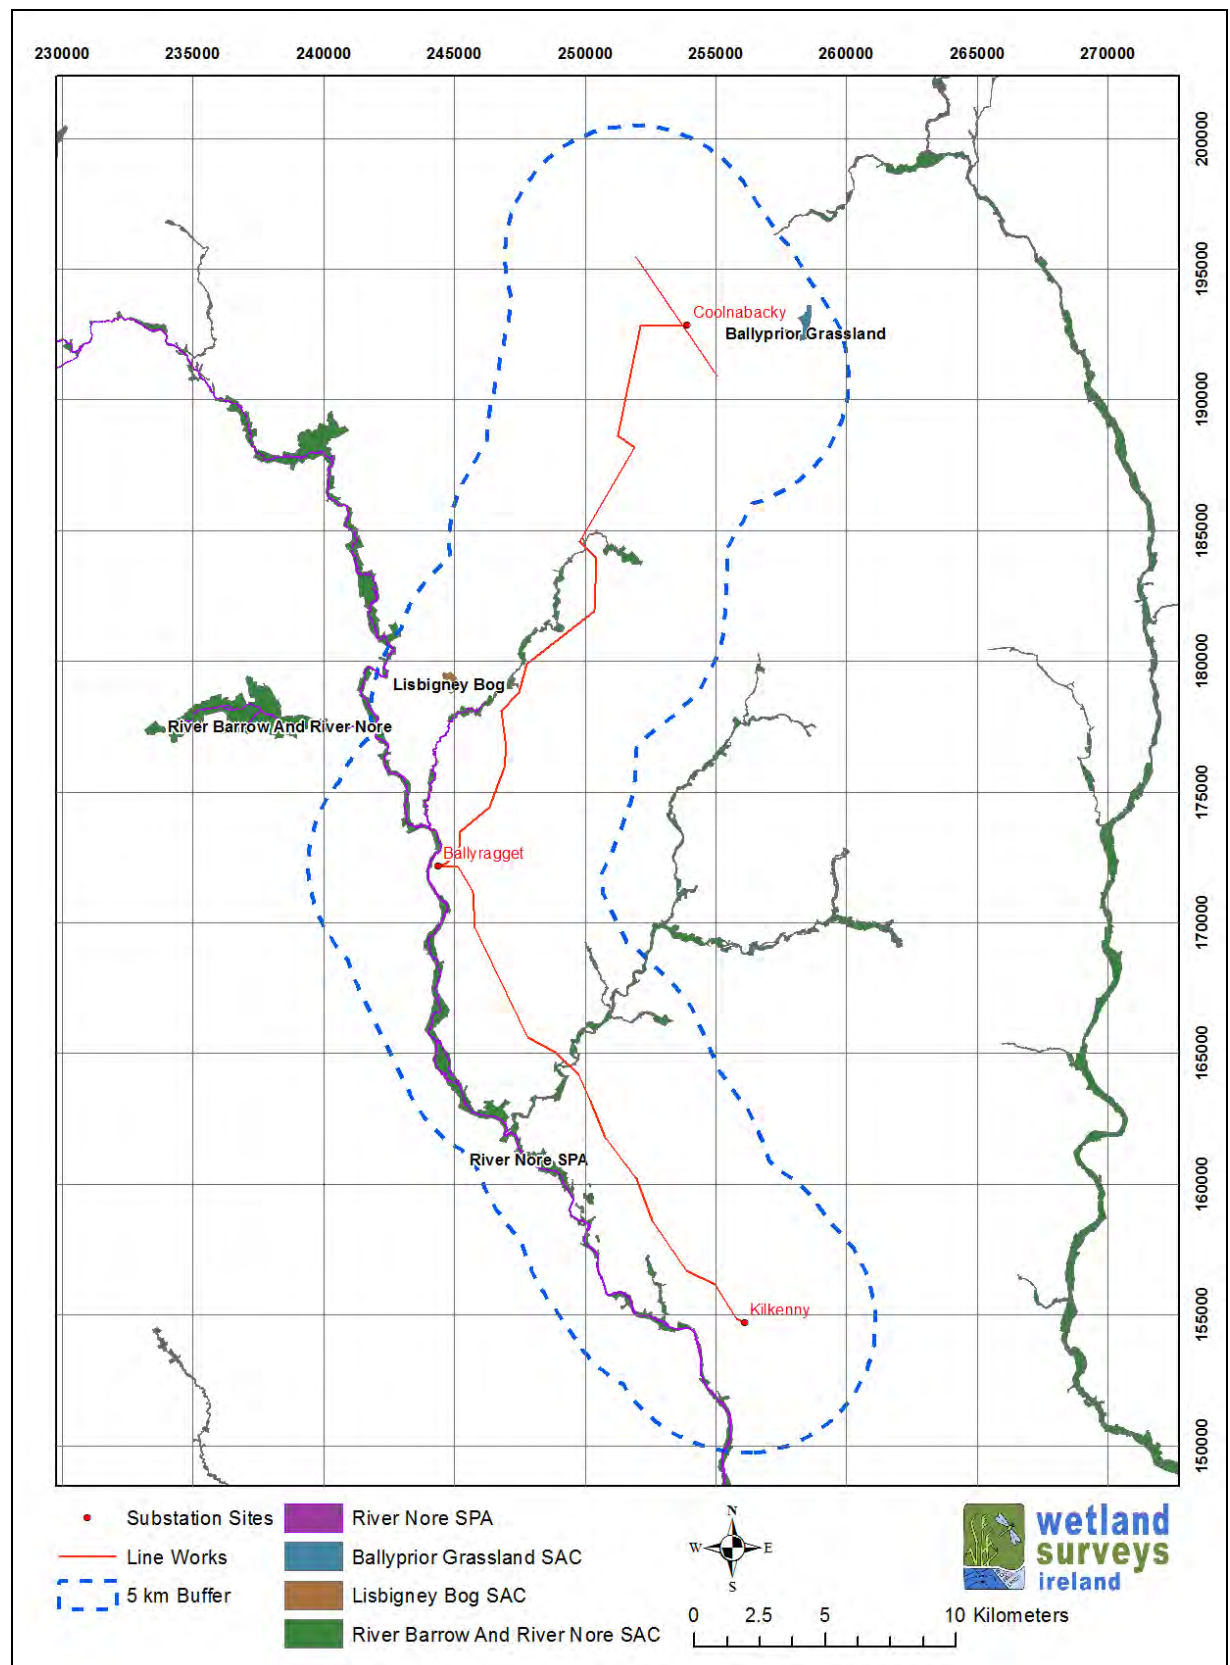 230000 235000 240000 245000 250000 255000 260000 265000 270000
200000
195000
Coolnabacky
Ballyprior Grassland
190000
185000
180000
Lisbigney Bog
River Barrow And River Nore
175000
Ballyragget
170000
165000
River Nore SPA
160000
155000
Kilkenny
150000
Substation Sites
Line Works
5 km Buffer
River Nore SPA
Ballyprior Grassland SAC
Lisbigney Bog SAC
River Barrow And River Nore SAC
N
W E
S
0 2.5 5 10 Kilometers
wetland
surveys
ireland